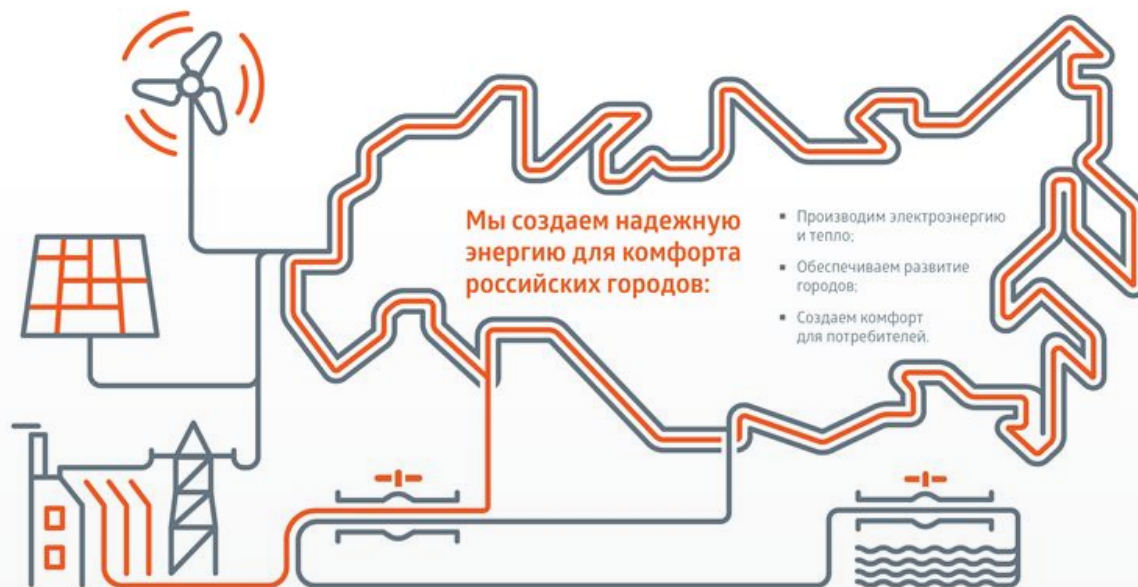 Мы создаем надежную
энергию для комфорта
российских городов:
▪ Производим электроэнергию
и тепло;
▪ Обеспечиваем развитие
городов;
▪ Создаем комфорт
для потребителей.